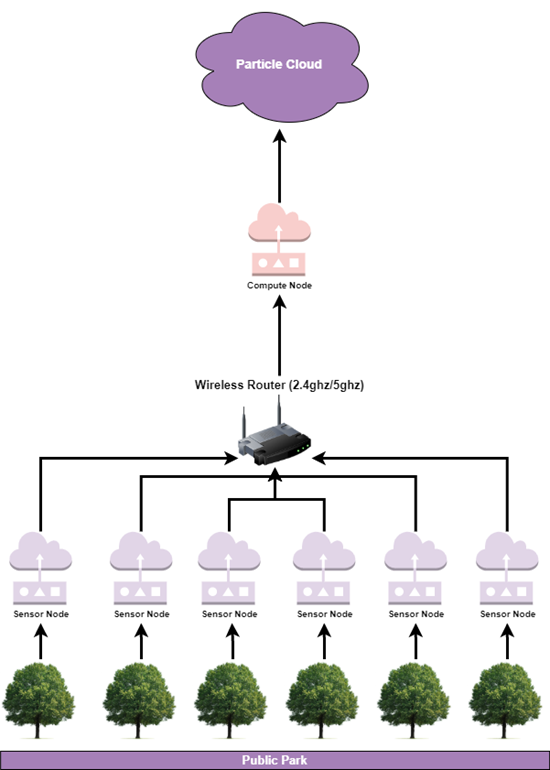 Particle Cloud
Compute Node
Wireless Router (2.4ghz/5ghz)
Sensor Node
Sensor Node
Sensor Node
Sensor Node
Sensor Node
Sensor Node
Public Park